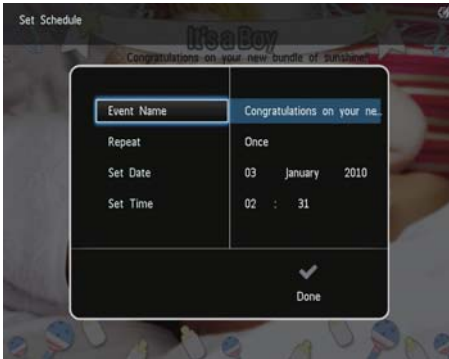 Set Schedule
It's a Boy
Congratulations on your new bundle of sunshine!
Event Name Congratulations on your ne...
Repeat Once
Set Date 03 January 2010
Set Time 02 : 31
Done